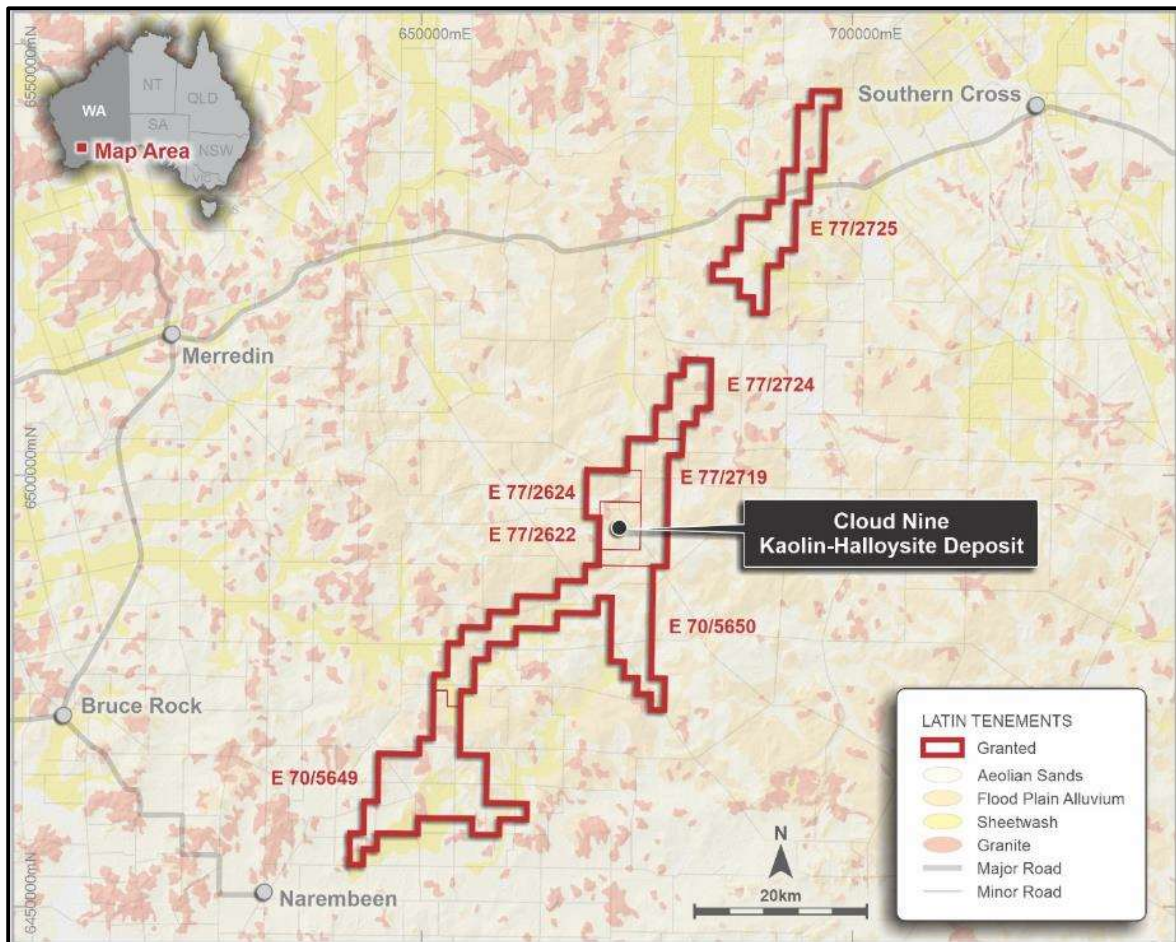 650000mE
700000mE
6550000mN
NT
QLD
WA
SA
NSW
VIC
Map Area
Southern Cross
E 77/2725
Merredin
E 77/2724
6500000mN
E 77/2624
E 77/2719
E 77/2622
Cloud Nine
Kaolin-Halloysite Deposit
E 70/5650
Bruce Rock
E 70/5649
LATIN TENEMENTS
Granted
Aeolian Sands
Flood Plain Alluvium
Sheetwash
Granite
Major Road
Minor Road
N
20km
Narembeen
6450000mN